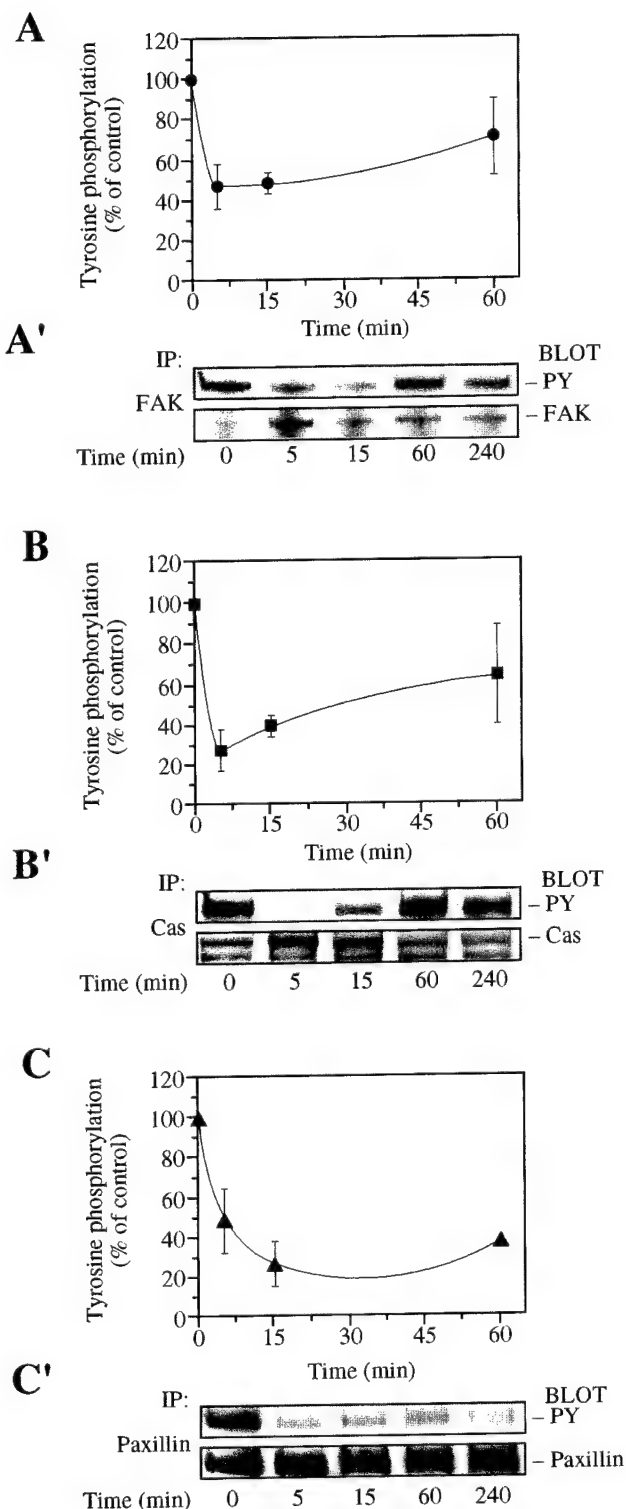 A
120
100
80
60
40
20
0
Tyrosine phosphorylation
(% of control)
0 15 30 45 60
Time (min)
A'
IP: BLOT
FAK – PY
– FAK
Time (min) 0 5 15 60 240
B
120
100
80
60
40
20
0
Tyrosine phosphorylation
(% of control)
0 15 30 45 60
Time (min)
B'
IP: BLOT
Cas – PY
– Cas
Time (min) 0 5 15 60 240
C
120
100
80
60
40
20
0
Tyrosine phosphorylation
(% of control)
0 15 30 45 60
Time (min)
C'
IP: BLOT
Paxillin – PY
– Paxillin
Time (min) 0 5 15 60 240